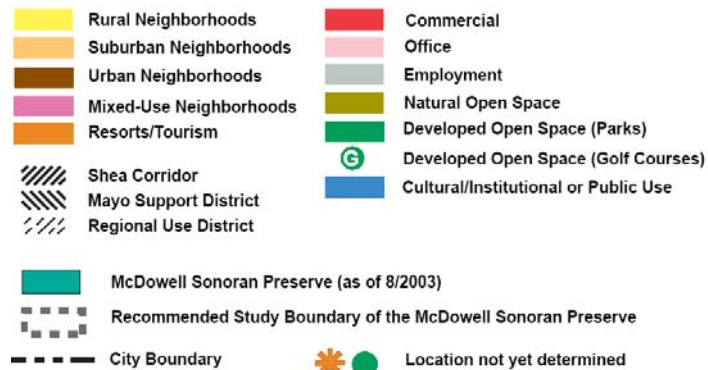 Rural Neighborhoods
Suburban Neighborhoods
Urban Neighborhoods
Mixed-Use Neighborhoods
Resorts/Tourism
Shea Corridor
Mayo Support District
Regional Use District
Commercial
Office
Employment
Natural Open Space
Developed Open Space (Parks)
G Developed Open Space (Golf Courses)
Cultural/Institutional or Public Use
McDowell Sonoran Preserve (as of 8/2003)
Recommended Study Boundary of the McDowell Sonoran Preserve
City Boundary
Location not yet determined